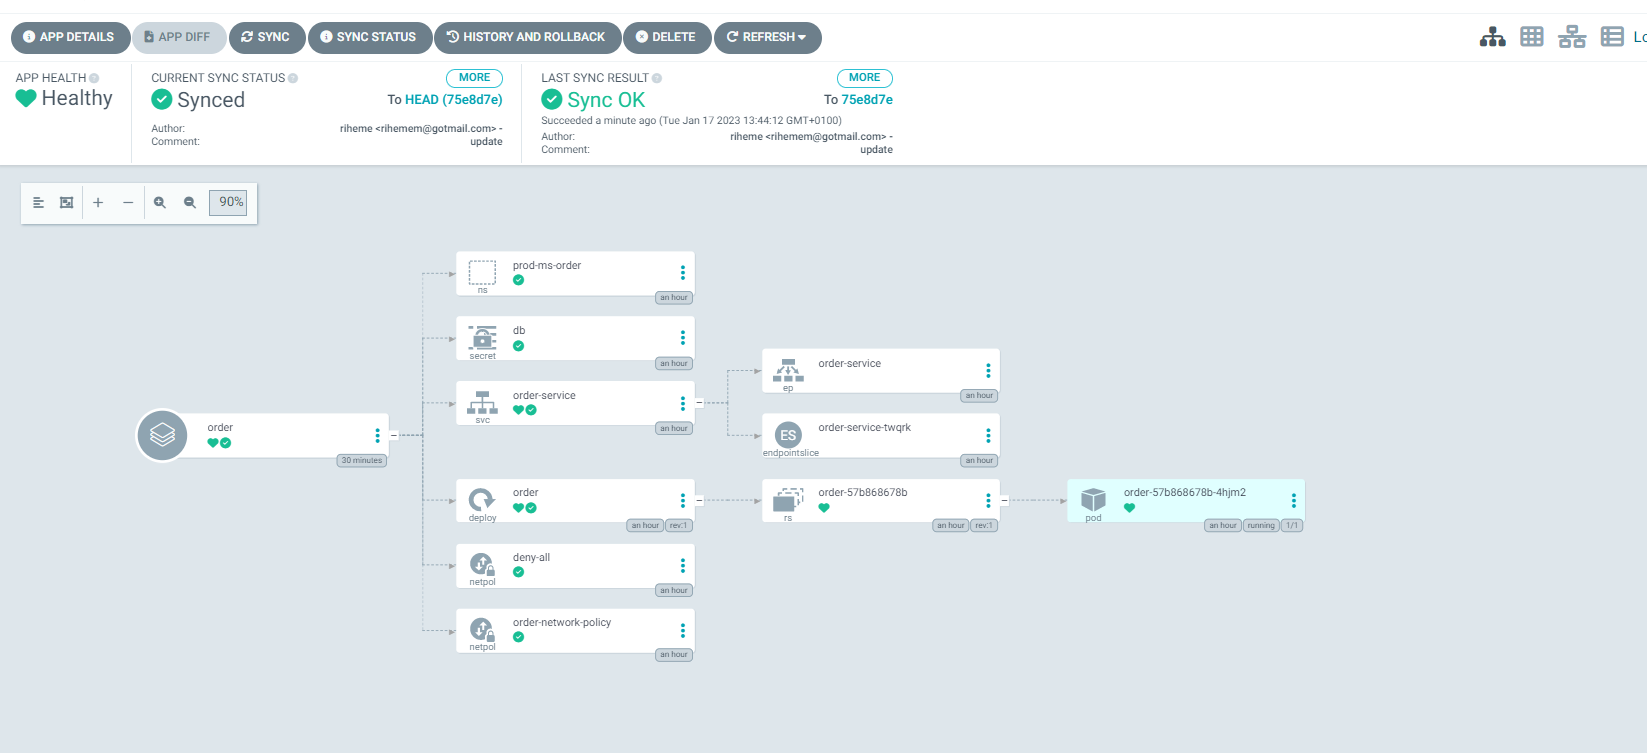 APP DETAILS APP DIFF SYNC SYNC STATUS HISTORY AND ROLLBACK DELETE REFRESH
APP HEALTH
Healthy
CURRENT SYNC STATUS MORE
Synced To HEAD (75e8d7e)
Author: riheme <rihemem@gotmail.com> -
Comment: update
LAST SYNC RESULT MORE
Sync OK To 75e8d7e
Succeeded a minute ago (Tue Jan 17 2023 13:44:12 GMT+0100)
Author: riheme <rihemem@gotmail.com> -
Comment: update
90%
order
30 minutes
prod-ms-order
ns
an hour
db
secret
an hour
order-service
svc
an hour
order
deploy
an hour rev:1
deny-all
netpol
an hour
order-network-policy
netpol
an hour
order-service
ep
an hour
ES
order-service-twqrk
endpointslice
an hour
order-57b868678b
rs
an hour rev:1
order-57b868678b-4hjm2
pod
an hour running 1/1